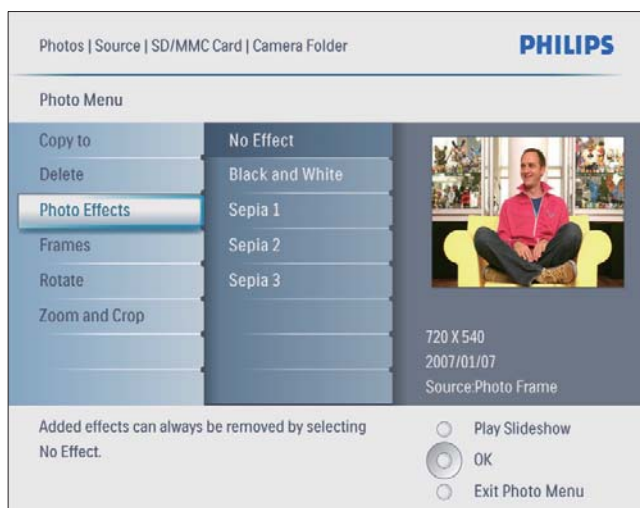 Photos | Source | SD/MMC Card | Camera Folder
PHILIPS
Photo Menu
Copy to
Delete
Photo Effects
Frames
Rotate
Zoom and Crop
No Effect
Black and White
Sepia 1
Sepia 2
Sepia 3
720 X 540
2007/01/07
Source:Photo Frame
Added effects can always be removed by selecting
No Effect.
Play Slideshow
OK
Exit Photo Menu